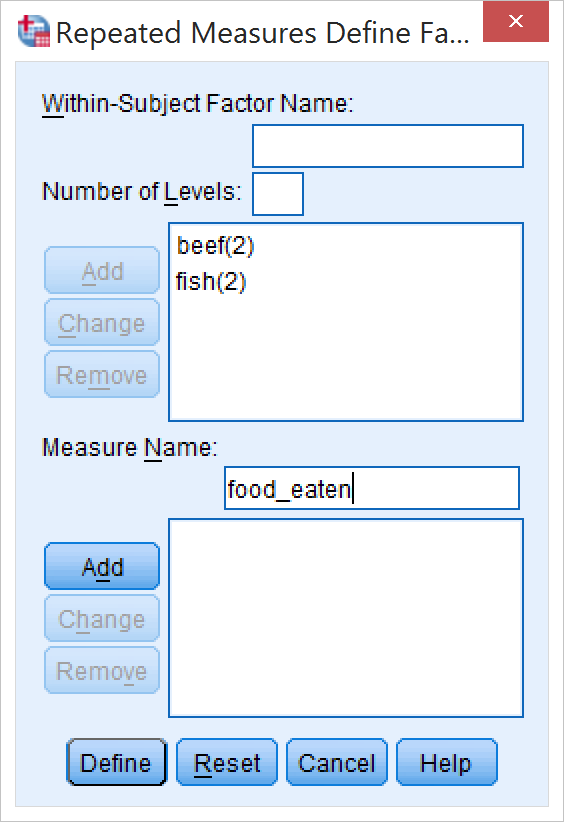 Repeated Measures Define Fa...
Within-Subject Factor Name:
Number of Levels:
beef(2)
fish(2)
Add
Change
Remove
Measure Name:
food_eaten
Add
Change
Remove
Define Reset Cancel Help